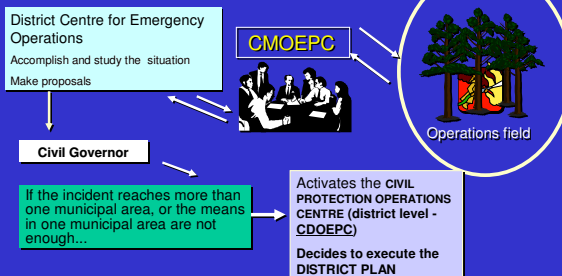 District Centre for Emergency
Operations
Accomplish and study the situation
Make proposals
CMOEPC
Operations field
Civil Governor
If the incident reaches more than
one municipal area, or the means
in one municipal area are not
enough...
Activates the CIVIL
PROTECTION OPERATIONS
CENTRE (district level -
CDOEPC)
Decides to execute the
DISTRICT PLAN